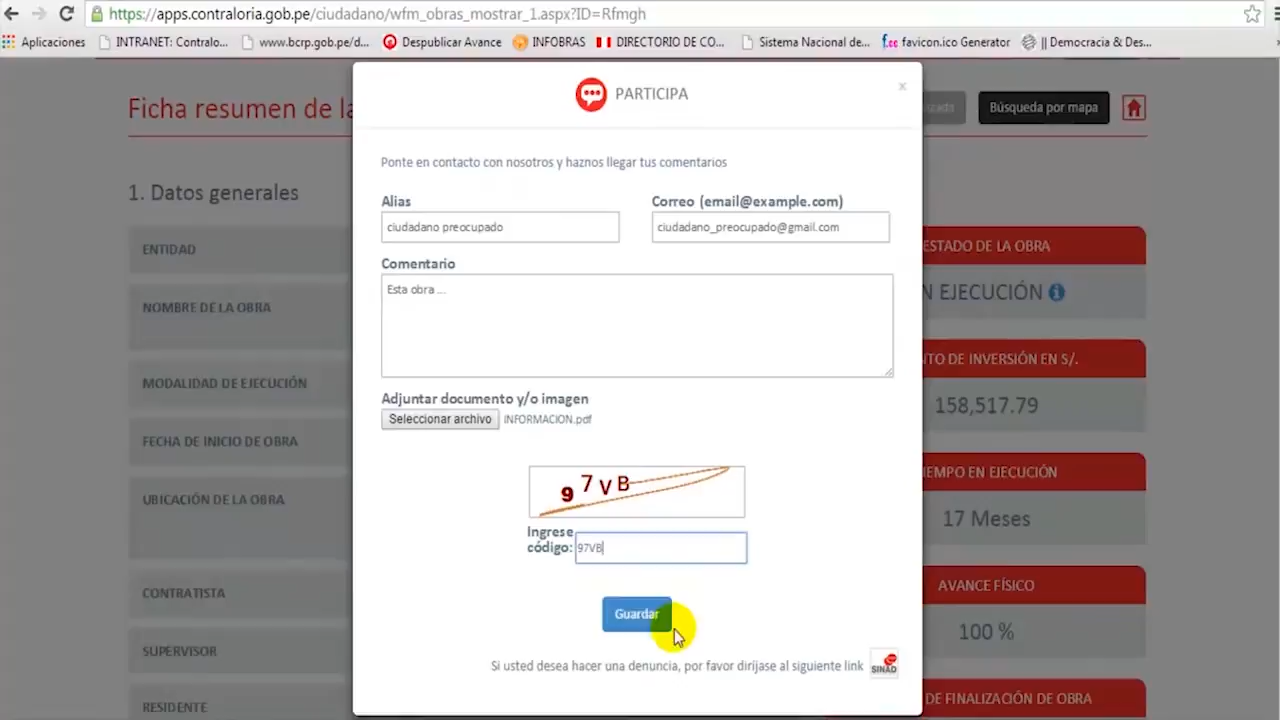 https://apps.contraloria.gob.pe/ciudadano/wfm_obras_mostrar_1.aspx?ID=Rfmgh
Aplicaciones INTRANET: Contralo... www.bcrp.gob.pe/d... Despublicar Avance INFOBRAS DIRECTORIO DE CO... Sistema Nacional de... f.cc favicon.ico Generator || Democracia & Des...
PARTICIPA
x
Ficha resumen de la
Búsqueda por mapa
Ponte en contacto con nosotros y haznos llegar tus comentarios
1. Datos generales
Alias
Correo (email@example.com)
ciudadano preocupado
ciudadano_preocupado@gmail.com
ENTIDAD
ESTADO DE LA OBRA
Comentario
Esta obra ...
N EJECUCIÓN
NOMBRE DE LA OBRA
NTO DE INVERSIÓN EN S/.
MODALIDAD DE EJECUCIÓN
158,517.79
Adjuntar documento y/o imagen
Seleccionar archivo INFORMACION.pdf
FECHA DE INICIO DE OBRA
IEMPO EN EJECUCIÓN
97VB
UBICACIÓN DE LA OBRA
17 Meses
Ingrese
código: 97VB
AVANCE FÍSICO
CONTRATISTA
Guardar
100 %
SUPERVISOR
Si usted desea hacer una denuncia, por favor diríjase al siguiente link
SINAD
RESIDENTE
DE FINALIZACIÓN DE OBRA